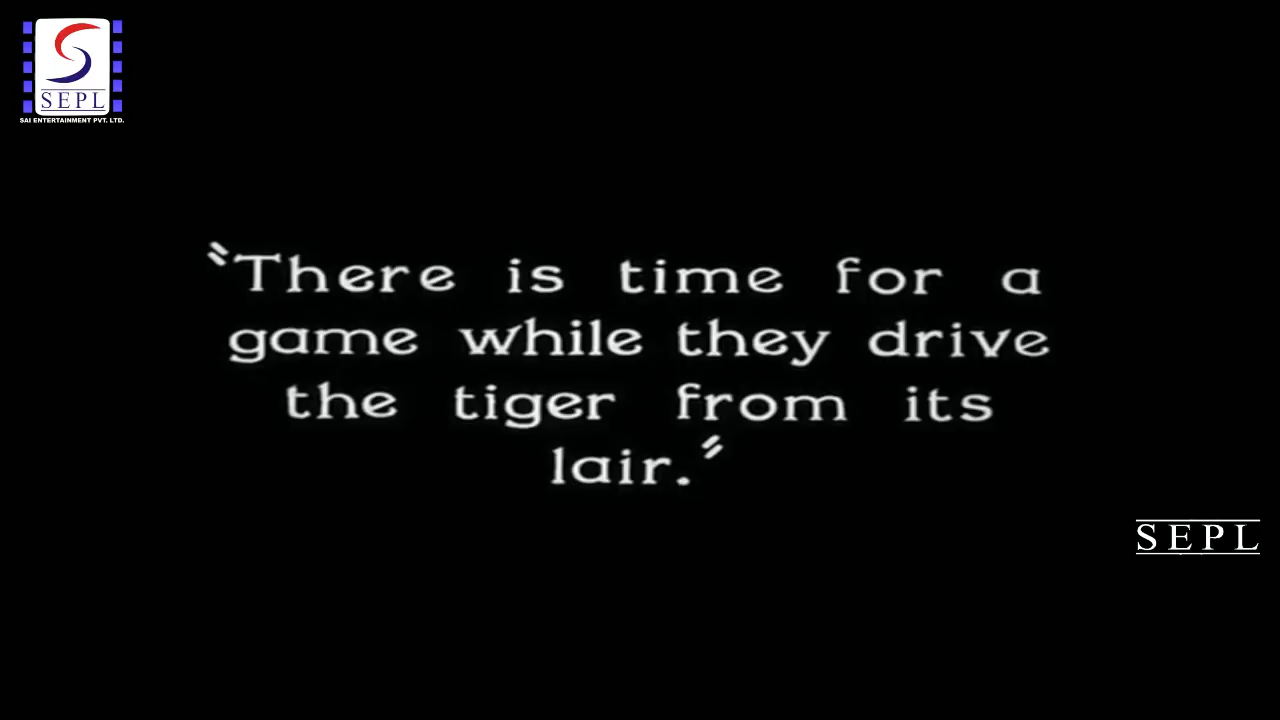 SEPL
SAI ENTERTAINMENT PVT. LTD.
"There is time for a
game while they drive
the tiger from its
lair."
SEPL